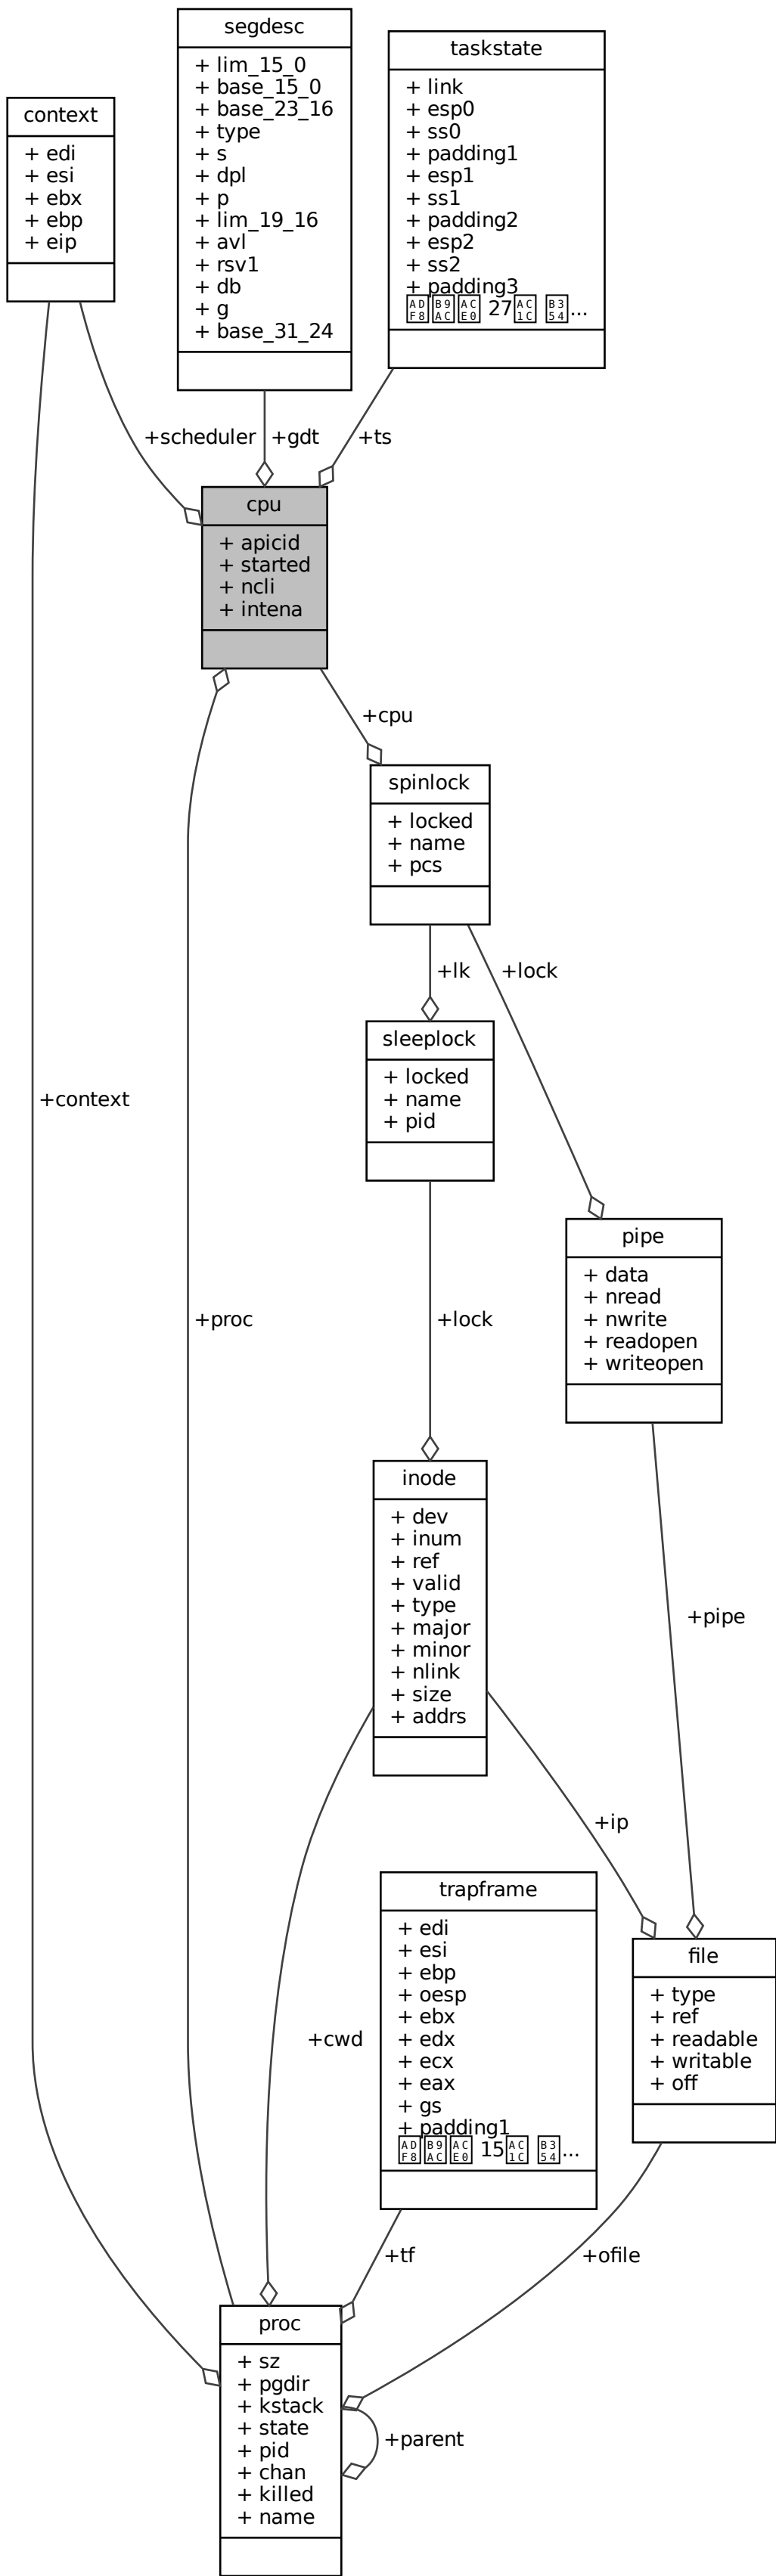 segdesc
+ lim_15_0
+ base_15_0
+ base_23_16
+ type
+ s
+ dpl
+ p
+ lim_19_16
+ avl
+ rsv1
+ db
+ g
+ base_31_24
taskstate
+ link
+ esp0
+ ss0
+ padding1
+ esp1
+ ss1
+ padding2
+ esp2
+ ss2
+ padding3
27 ...
context
+ edi
+ esi
+ ebx
+ ebp
+ eip
+scheduler
+gdt
+ts
cpu
+ apicid
+ started
+ ncli
+ intena
+cpu
spinlock
+ locked
+ name
+ pcs
+lk
+lock
sleeplock
+ locked
+ name
+ pid
+context
+proc
+lock
pipe
+ data
+ nread
+ nwrite
+ readopen
+ writeopen
inode
+ dev
+ inum
+ ref
+ valid
+ type
+ major
+ minor
+ nlink
+ size
+ addrs
+pipe
+ip
trapframe
+ edi
+ esi
+ ebp
+ oesp
+ ebx
+ edx
+ ecx
+ eax
+ gs
+ padding1
15 ...
file
+ type
+ ref
+ readable
+ writable
+ off
+cwd
+tf
+ofile
proc
+ sz
+ pgdir
+ kstack
+ state
+ pid
+ chan
+ killed
+ name
+parent